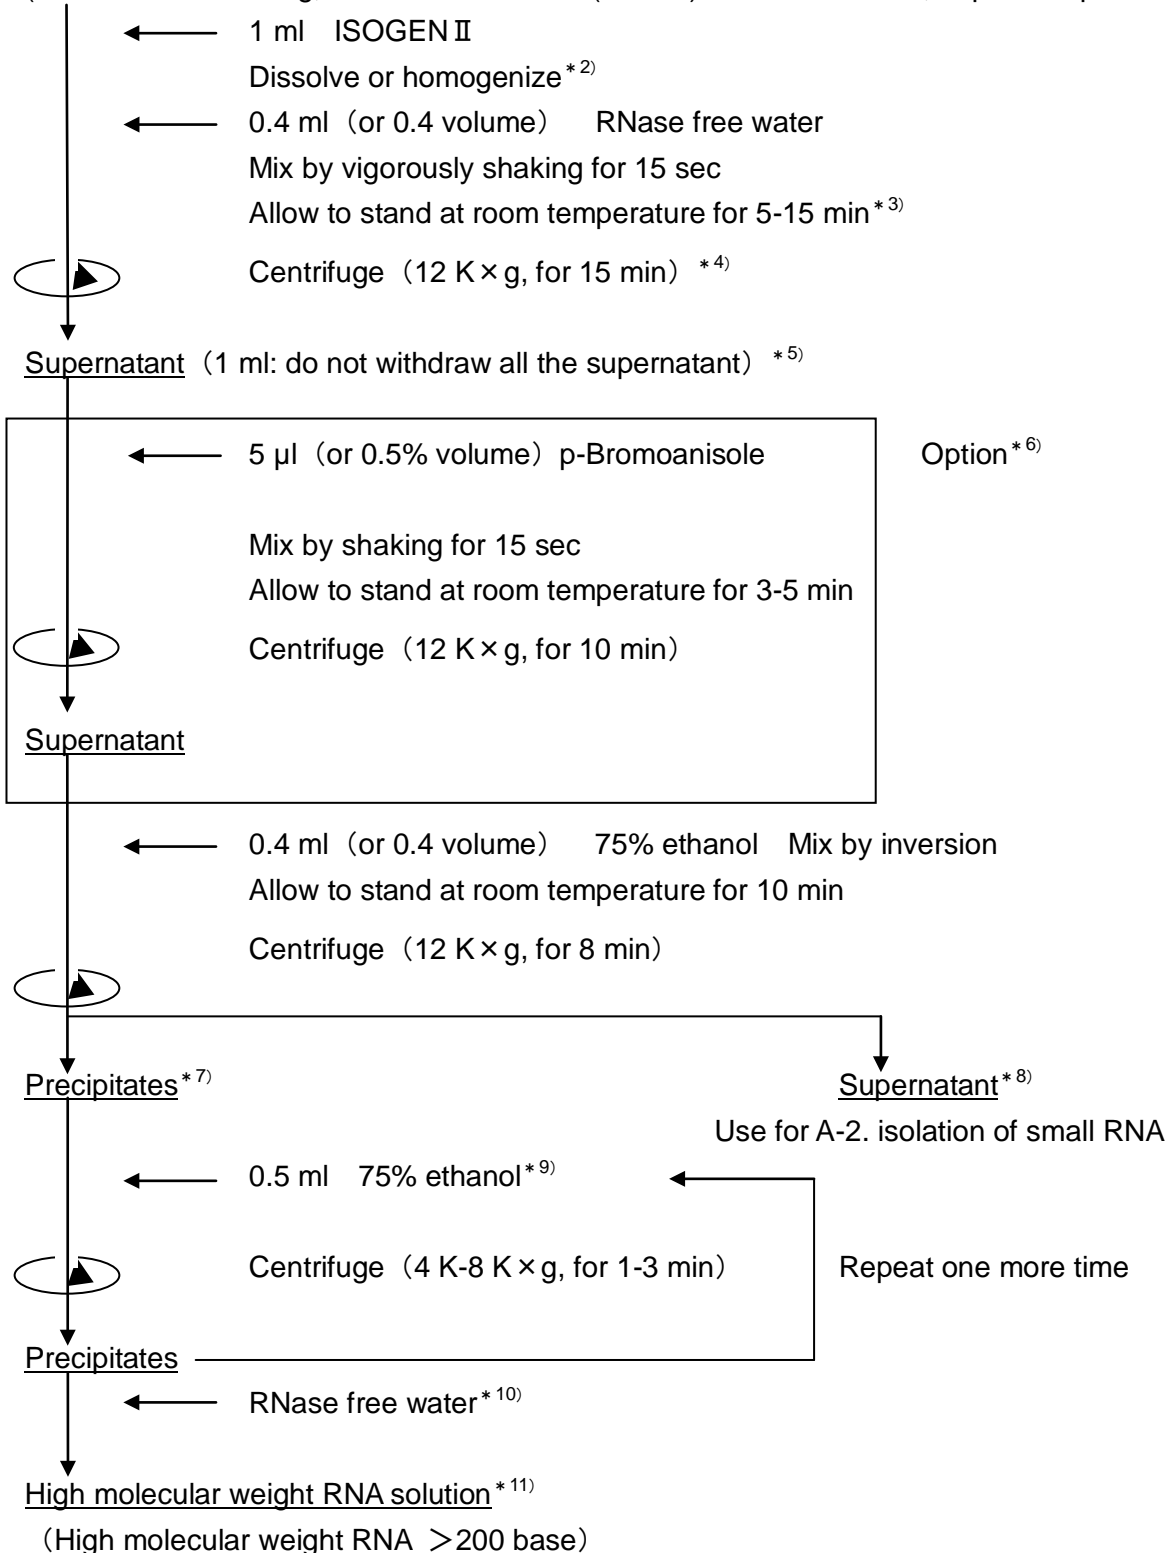 1 ml ISOGENⅡ
Dissolve or homogenize*2)
0.4 ml（or 0.4 volume） RNase free water
Mix by vigorously shaking for 15 sec
Allow to stand at room temperature for 5-15 min*3)
Centrifuge（12 K×g, for 15 min）*4)
Supernatant（1 ml: do not withdraw all the supernatant）*5)
5 µl（or 0.5% volume）p-Bromoanisole Option*6)
Mix by shaking for 15 sec
Allow to stand at room temperature for 3-5 min
Centrifuge（12 K×g, for 10 min）
Supernatant
0.4 ml（or 0.4 volume） 75% ethanol Mix by inversion
Allow to stand at room temperature for 10 min
Centrifuge（12 K×g, for 8 min）
Precipitates*7) Supernatant*8)
Use for A-2. isolation of small RNA
0.5 ml 75% ethanol*9)
Centrifuge（4 K-8 K×g, for 1-3 min） Repeat one more time
Precipitates
RNase free water*10)
High molecular weight RNA solution*11)
（High molecular weight RNA ＞200 base）